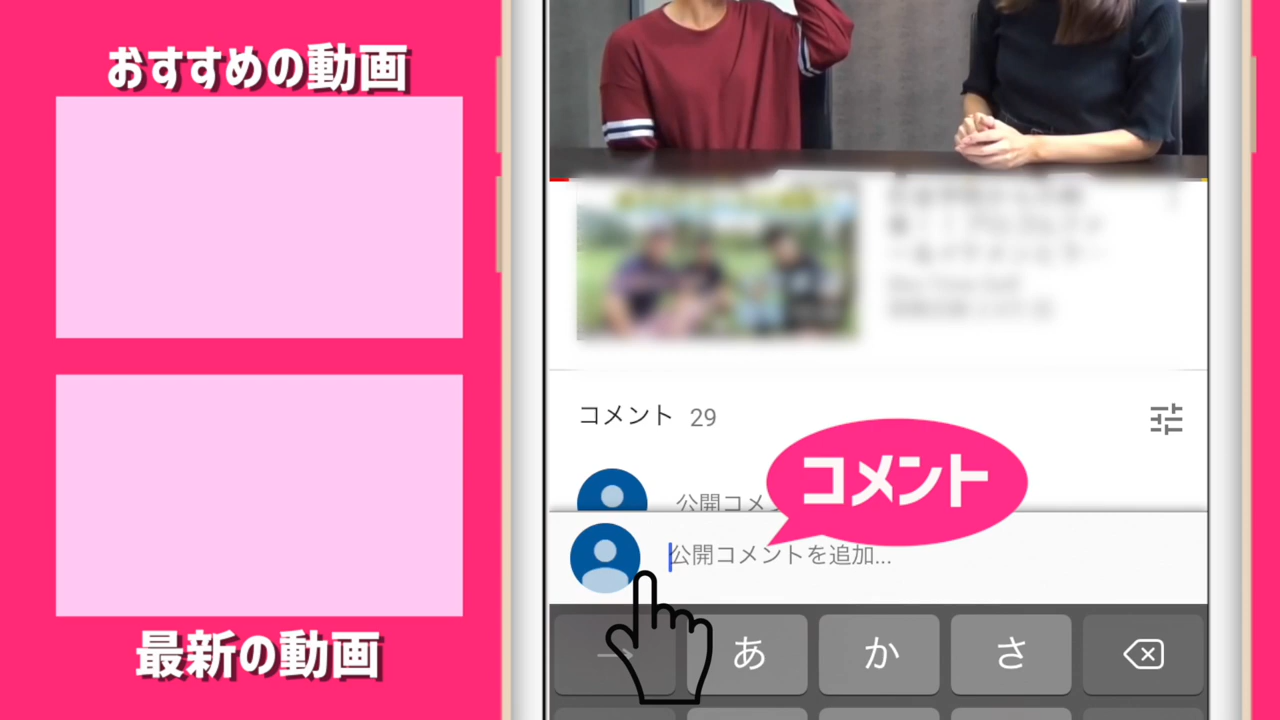 おすすめの動画
最新の動画
コメント 29
コメント
公開コメ
公開コメントを追加...
あ
か
さ